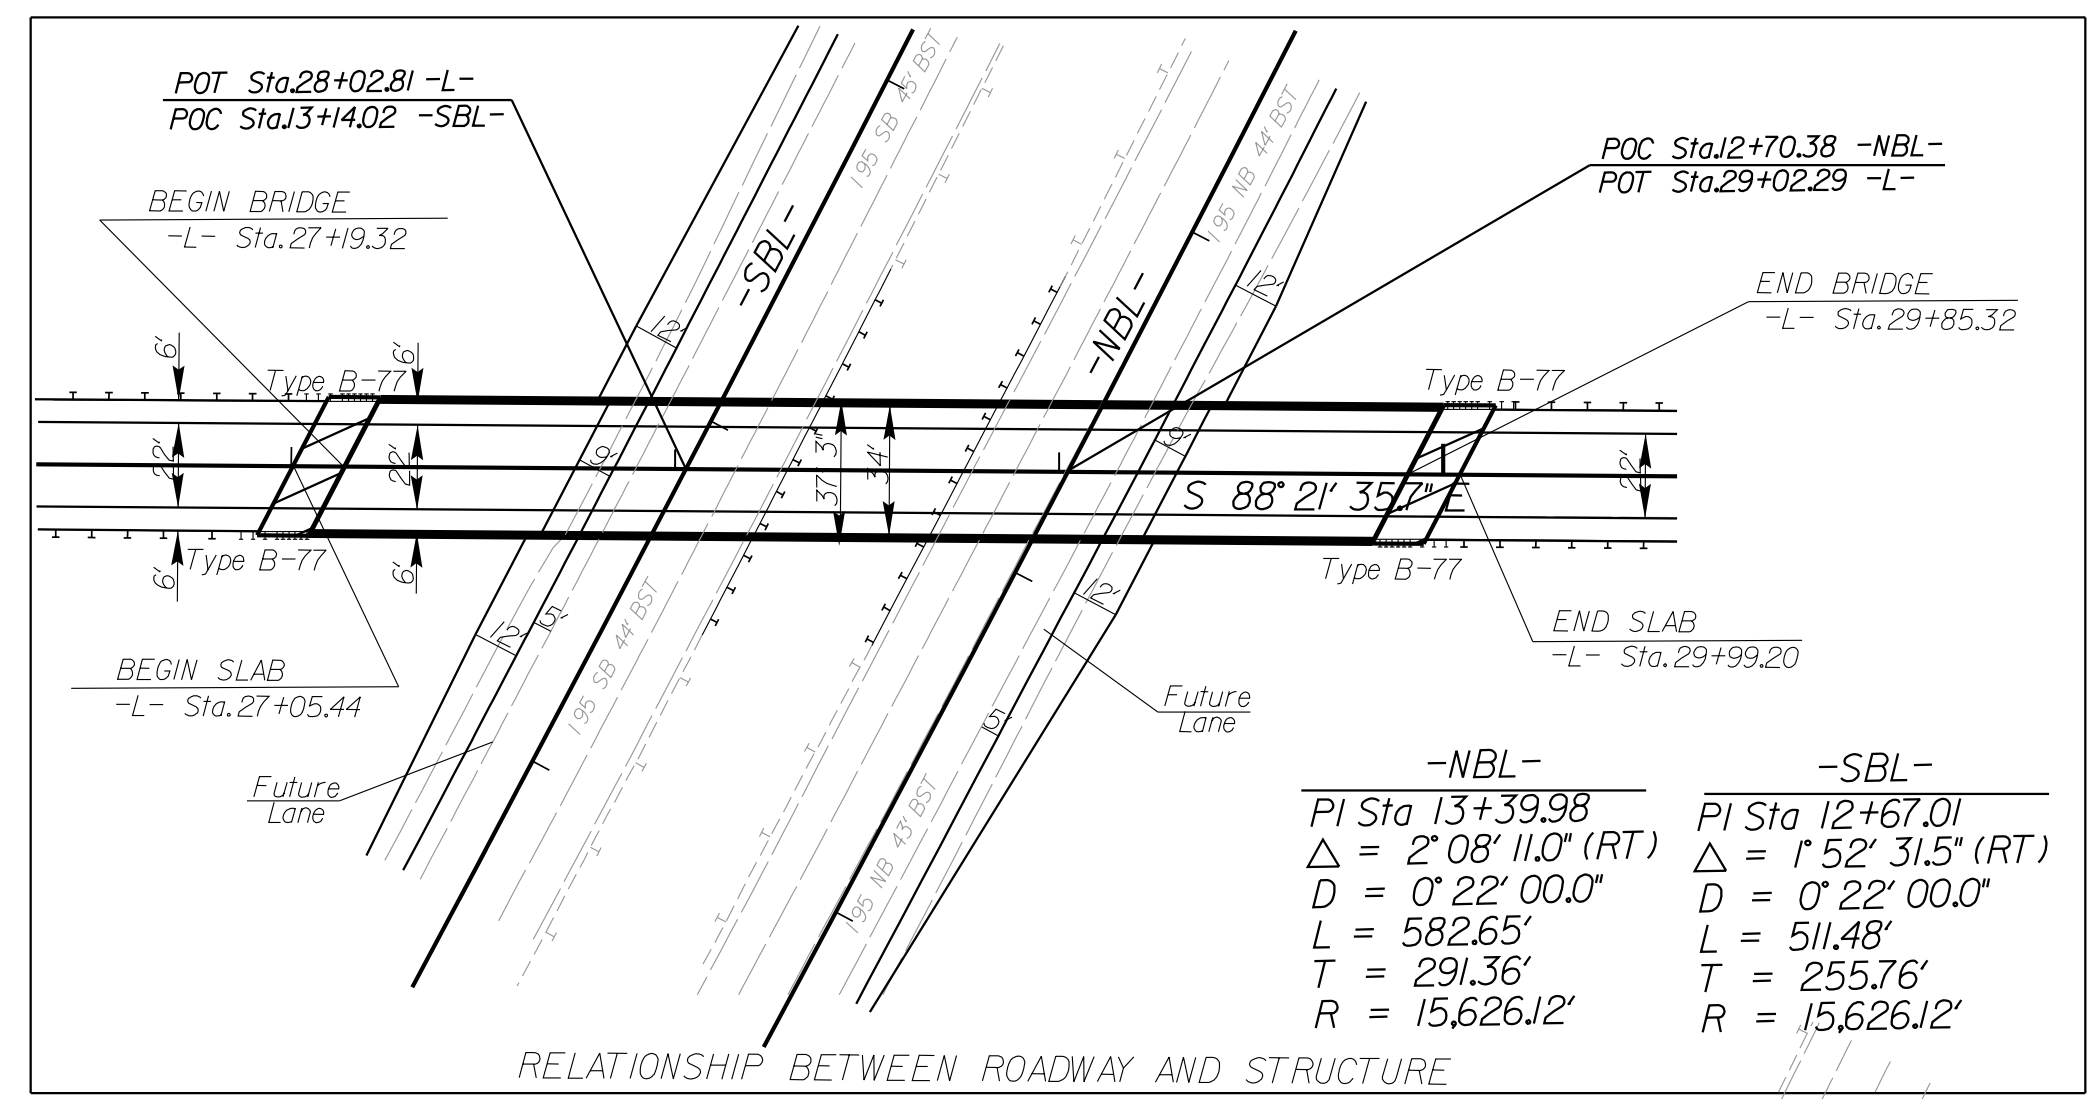 POT Sta.28+02.81 -L-
POC Sta.13+14.02 -SBL-
BEGIN BRIDGE
-L- Sta.27+19.32
POC Sta.12+70.38 -NBL-
POT Sta.29+02.29 -L-
END BRIDGE
-L- Sta.29+85.32
I 95 SB 45' BST
I 95 NB 44' BST
-SBL-
-NBL-
12'
12'
6'
6'
Type B-77
Type B-77
22'
22'
9'
37' 3"
34'
9'
22'
S 88° 21' 35.7" E
6'
Type B-77
6'
Type B-77
12'
5'
12'
I 95 SB 44' BST
BEGIN SLAB
-L- Sta.27+05.44
END SLAB
-L- Sta.29+99.20
Future
Lane
5'
Future
Lane
I 95 NB 43' BST
-NBL-
PI Sta 13+39.98
△ = 2° 08' 11.0" (RT)
D = 0° 22' 00.0"
L = 582.65'
T = 291.36'
R = 15,626.12'
-SBL-
PI Sta 12+67.01
△ = 1° 52' 31.5" (RT)
D = 0° 22' 00.0"
L = 511.48'
T = 255.76'
R = 15,626.12'
RELATIONSHIP BETWEEN ROADWAY AND STRUCTURE